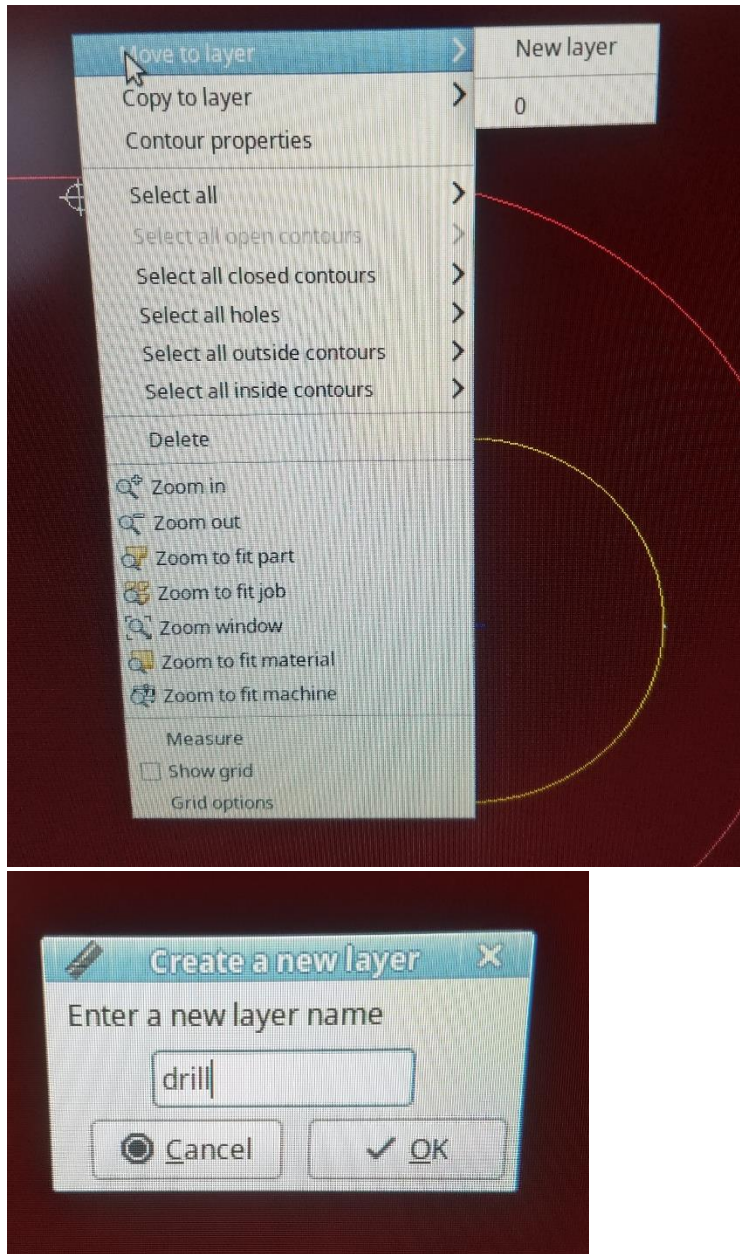 Move to layer
New layer
Copy to layer
0
Contour properties
Select all
Select all open contours
Select all closed contours
Select all holes
Select all outside contours
Select all inside contours
Delete
Zoom in
Zoom out
Zoom to fit part
Zoom to fit job
Zoom window
Zoom to fit material
Zoom to fit machine
Measure
Show grid
Grid options
Create a new layer
Enter a new layer name
drill
Cancel
OK